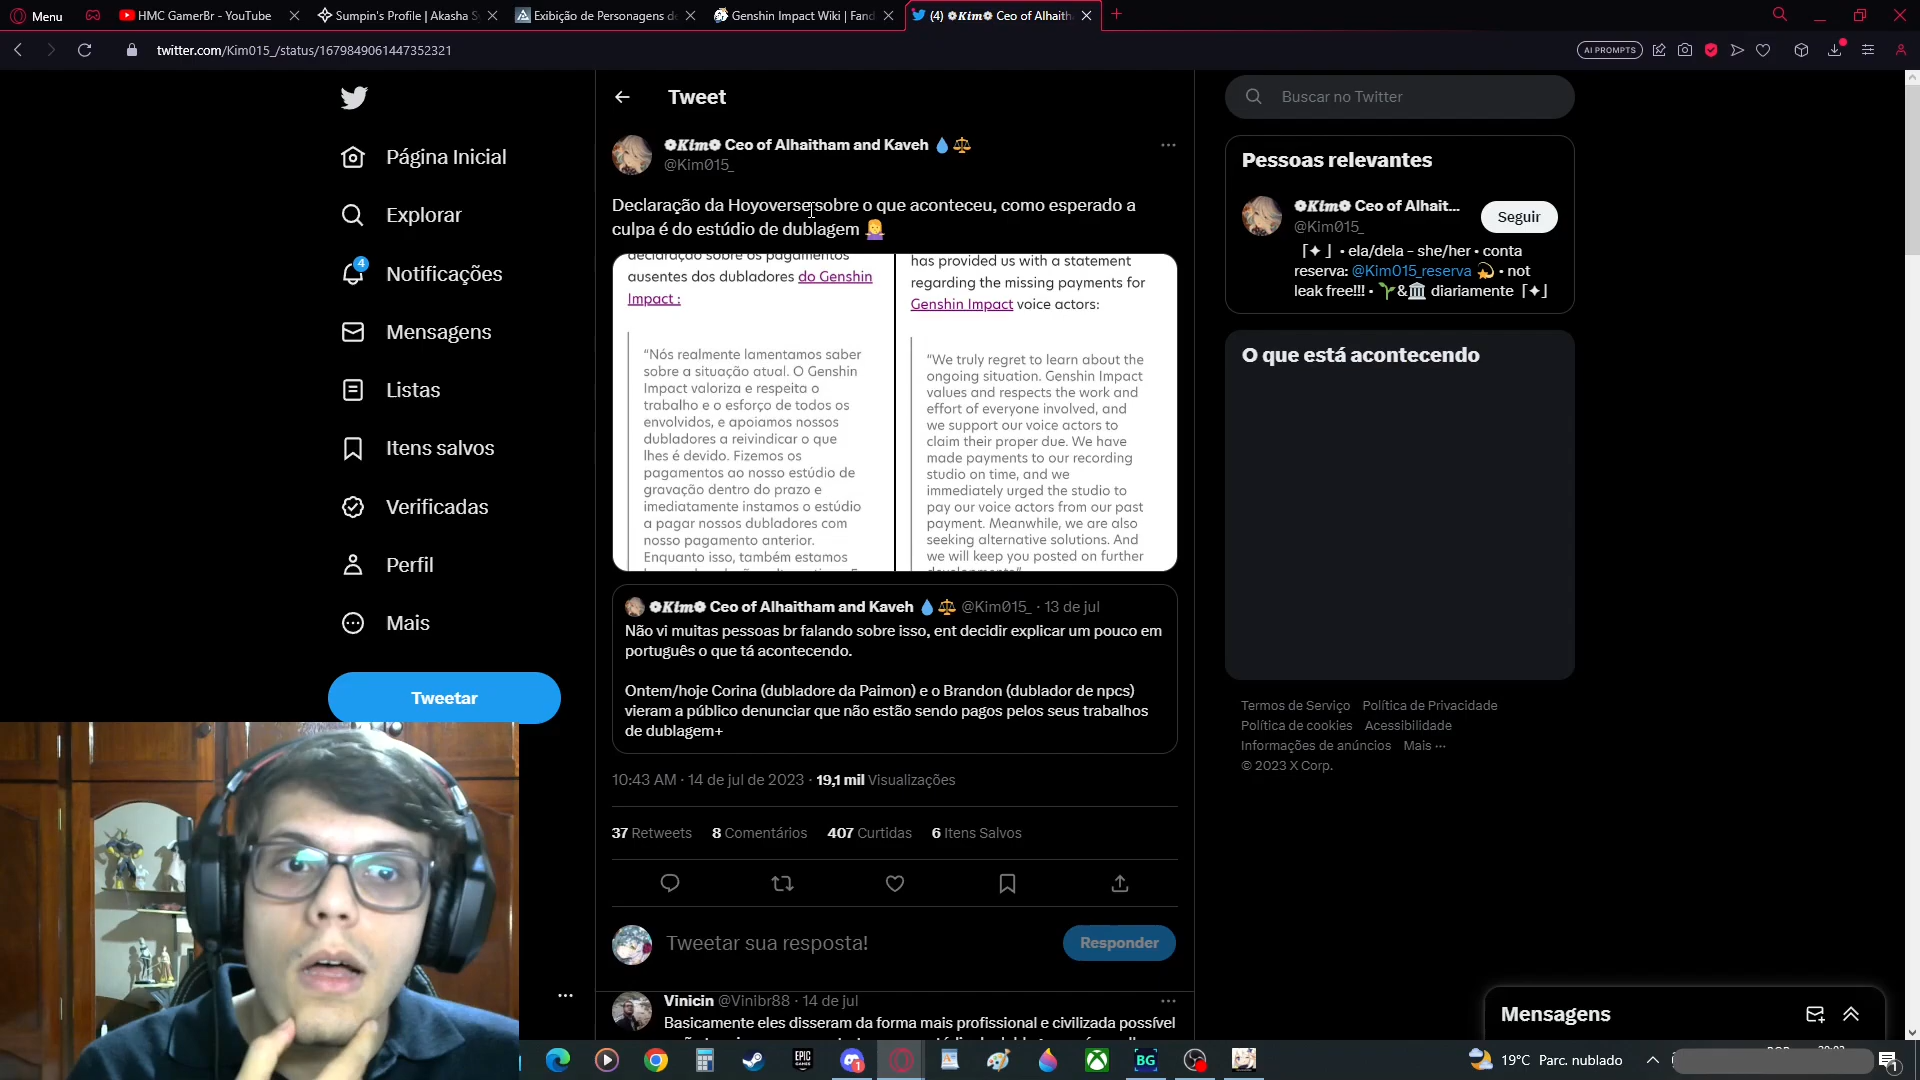 Menu
HMC GamerBr - YouTube
Sumpin's Profile | Akasha Sy
Exibição de Personagens de
Genshin Impact Wiki | Fand
(4) ❁𝑲𝒊𝒎❁ Ceo of Alhaith
twitter.com/Kim015_/status/1679849061447352321
AI PROMPTS
Tweet
Buscar no Twitter
Página Inicial
Explorar
4
Notificações
Mensagens
Listas
Itens salvos
Verificadas
Perfil
Mais
Tweetar
❁𝑲𝒊𝒎❁ Ceo of Alhaitham and Kaveh 💧⚖️
@Kim015_
Declaração da Hoyoverse sobre o que aconteceu, como esperado a
culpa é do estúdio de dublagem 🤷‍♀️
declaração sobre os pagamentos
ausentes dos dubladores do Genshin
Impact :
“Nós realmente lamentamos saber
sobre a situação atual. O Genshin
Impact valoriza e respeita o
trabalho e o esforço de todos os
envolvidos, e apoiamos nossos
dubladores a reivindicar o que
lhes é devido. Fizemos os
pagamentos ao nosso estúdio de
gravação dentro do prazo e
imediatamente instamos o estúdio
a pagar nossos dubladores com
nosso pagamento anterior.
Enquanto isso, também estamos
has provided us with a statement
regarding the missing payments for
Genshin Impact voice actors:
“We truly regret to learn about the
ongoing situation. Genshin Impact
values and respects the work and
effort of everyone involved, and
we support our voice actors to
claim their proper due. We have
made payments to our recording
studio on time, and we
immediately urged the studio to
pay our voice actors from our past
payment. Meanwhile, we are also
seeking alternative solutions. And
we will keep you posted on further
developments”
❁𝑲𝒊𝒎❁ Ceo of Alhaitham and Kaveh 💧⚖️ @Kim015_ · 13 de jul
Não vi muitas pessoas br falando sobre isso, ent decidir explicar um pouco em
português o que tá acontecendo.
Ontem/hoje Corina (dubladore da Paimon) e o Brandon (dublador de npcs)
vieram a público denunciar que não estão sendo pagos pelos seus trabalhos
de dublagem+
10:43 AM · 14 de jul de 2023 · 19,1 mil Visualizações
37 Retweets 8 Comentários 407 Curtidas 6 Itens Salvos
Tweetar sua resposta!
Responder
Vinicin @Vinibr88 · 14 de jul
Basicamente eles disseram da forma mais profissional e civilizada possível
Pessoas relevantes
❁𝑲𝒊𝒎❁ Ceo of Alhait...
@Kim015_
Seguir
⌈✦⌋ • ela/dela – she/her • conta
reserva: @Kim015_reserva 💫 • not
leak free!!! • 🌱&🏛️ diariamente ⌈✦⌋
O que está acontecendo
Termos de Serviço Política de Privacidade
Política de cookies Acessibilidade
Informações de anúncios Mais ···
© 2023 X Corp.
Mensagens
EPIC
GAMES
1
BG
19°C Parc. nublado
1